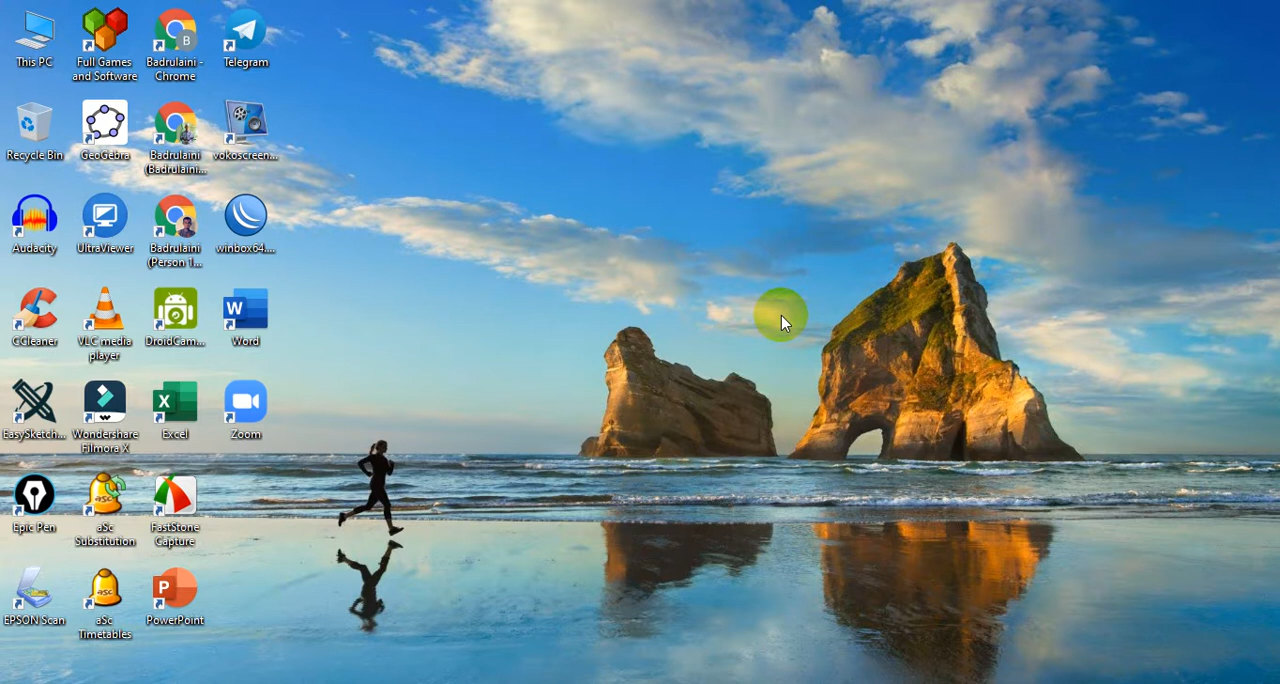 This PC
Full Games
and Software
Badrulaini -
Chrome
Telegram
Recycle Bin
GeoGebra
Badrulaini
(Badrulaini...
vokoscreen...
Audacity
UltraViewer
Badrulaini
(Person 1...
winbox64....
CCleaner
VLC media
player
DroidCam...
W
Word
EasySketch...
Wondershare
Filmora X
X
Excel
Zoom
Epic Pen
asc
aSc
Substitution
FastStone
Capture
EPSON Scan
asc
aSc
Timetables
P
PowerPoint
B